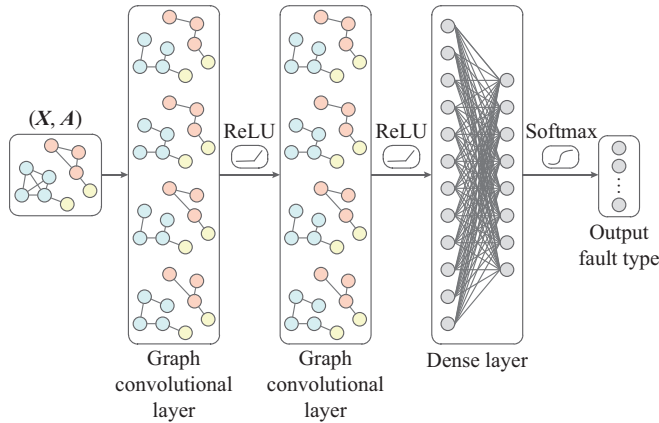 (X, A)
ReLU
ReLU
Softmax
Graph
convolutional
layer
Graph
convolutional
layer
Dense layer
Output
fault type